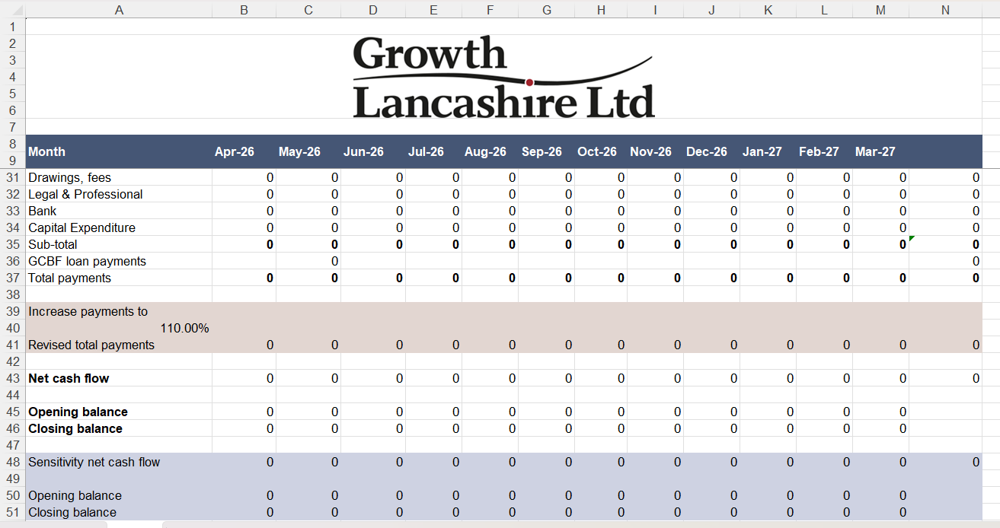 A B C D E F G H I J K L M N
1
2
3
4
5
6
7
Growth
Lancashire Ltd
8
9
Month Apr-26 May-26 Jun-26 Jul-26 Aug-26 Sep-26 Oct-26 Nov-26 Dec-26 Jan-27 Feb-27 Mar-27
31 Drawings, fees 0 0 0 0 0 0 0 0 0 0 0 0 0
32 Legal & Professional 0 0 0 0 0 0 0 0 0 0 0 0 0
33 Bank 0 0 0 0 0 0 0 0 0 0 0 0 0
34 Capital Expenditure 0 0 0 0 0 0 0 0 0 0 0 0 0
35 Sub-total 0 0 0 0 0 0 0 0 0 0 0 0 0
36 GCBF loan payments 0 0
37 Total payments 0 0 0 0 0 0 0 0 0 0 0 0 0
38
39 Increase payments to
40 110.00%
41 Revised total payments 0 0 0 0 0 0 0 0 0 0 0 0 0
42
43 Net cash flow 0 0 0 0 0 0 0 0 0 0 0 0 0
44
45 Opening balance 0 0 0 0 0 0 0 0 0 0 0 0
46 Closing balance 0 0 0 0 0 0 0 0 0 0 0 0
47
48 Sensitivity net cash flow 0 0 0 0 0 0 0 0 0 0 0 0 0
49
50 Opening balance 0 0 0 0 0 0 0 0 0 0 0 0
51 Closing balance 0 0 0 0 0 0 0 0 0 0 0 0